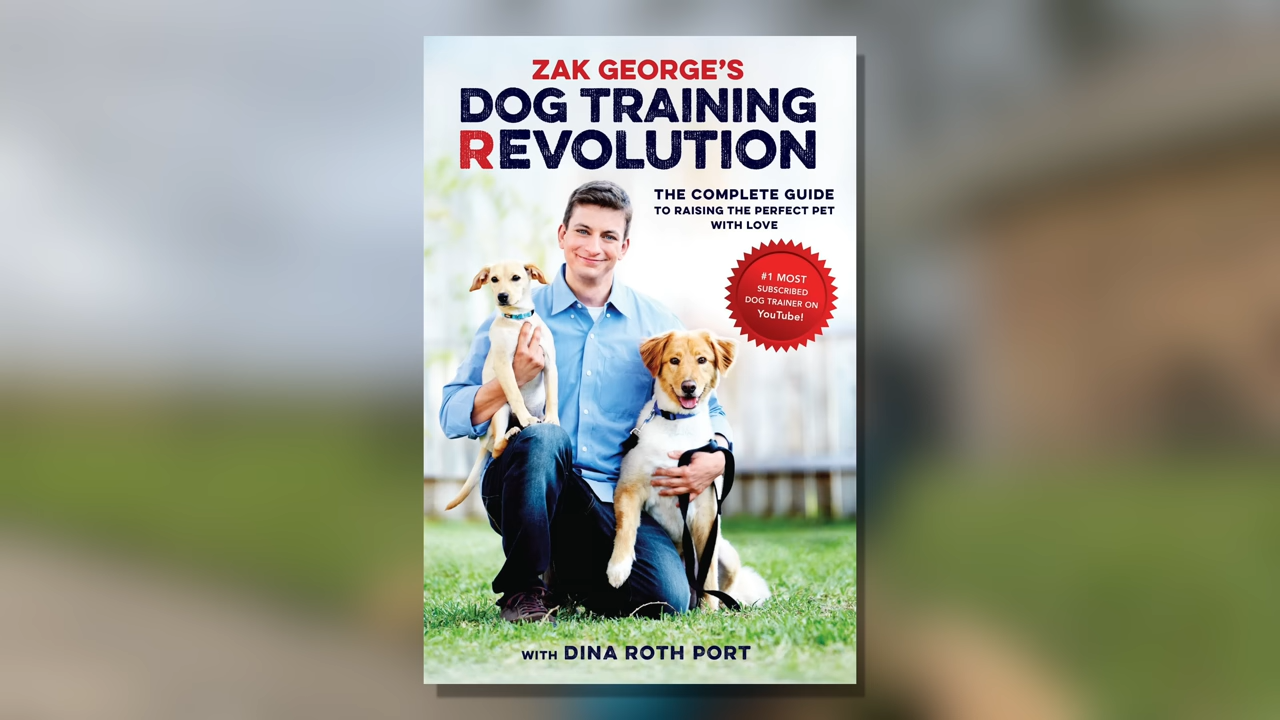 ZAK GEORGE'S
DOG TRAINING
REVOLUTION
THE COMPLETE GUIDE
TO RAISING THE PERFECT PET
WITH LOVE
#1 MOST
SUBSCRIBED
DOG TRAINER ON
YouTube!
WITH DINA ROTH PORT